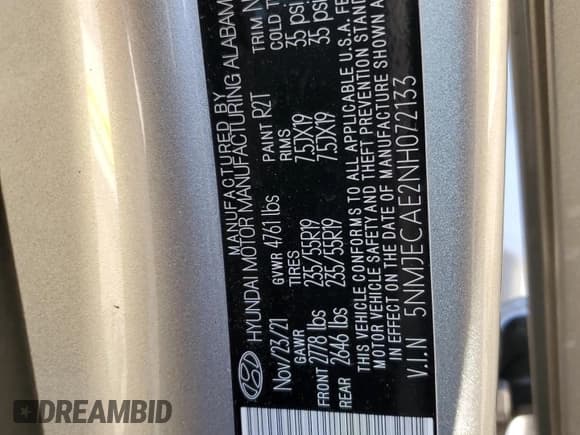 MANUFACTURED BY
HYUNDAI MOTOR MANUFACTURING ALABAMA
Nov/23/21 GVWR 4761 lbs PAINT R2T TRIM
GAWR TIRES RIMS COLD
FRONT 2778 lbs 235/55R19 7.5JX19 35 psi
REAR 2646 lbs 235/55R19 7.5JX19 35 psi
THIS VEHICLE CONFORMS TO ALL APPLICABLE U.S.A. FE
MOTOR VEHICLE SAFETY AND THEFT PREVENTION STANDA
IN EFFECT ON THE DATE OF MANUFACTURE SHOWN A
V.I.N 5NMJECAE2NH072133
DREAMBID